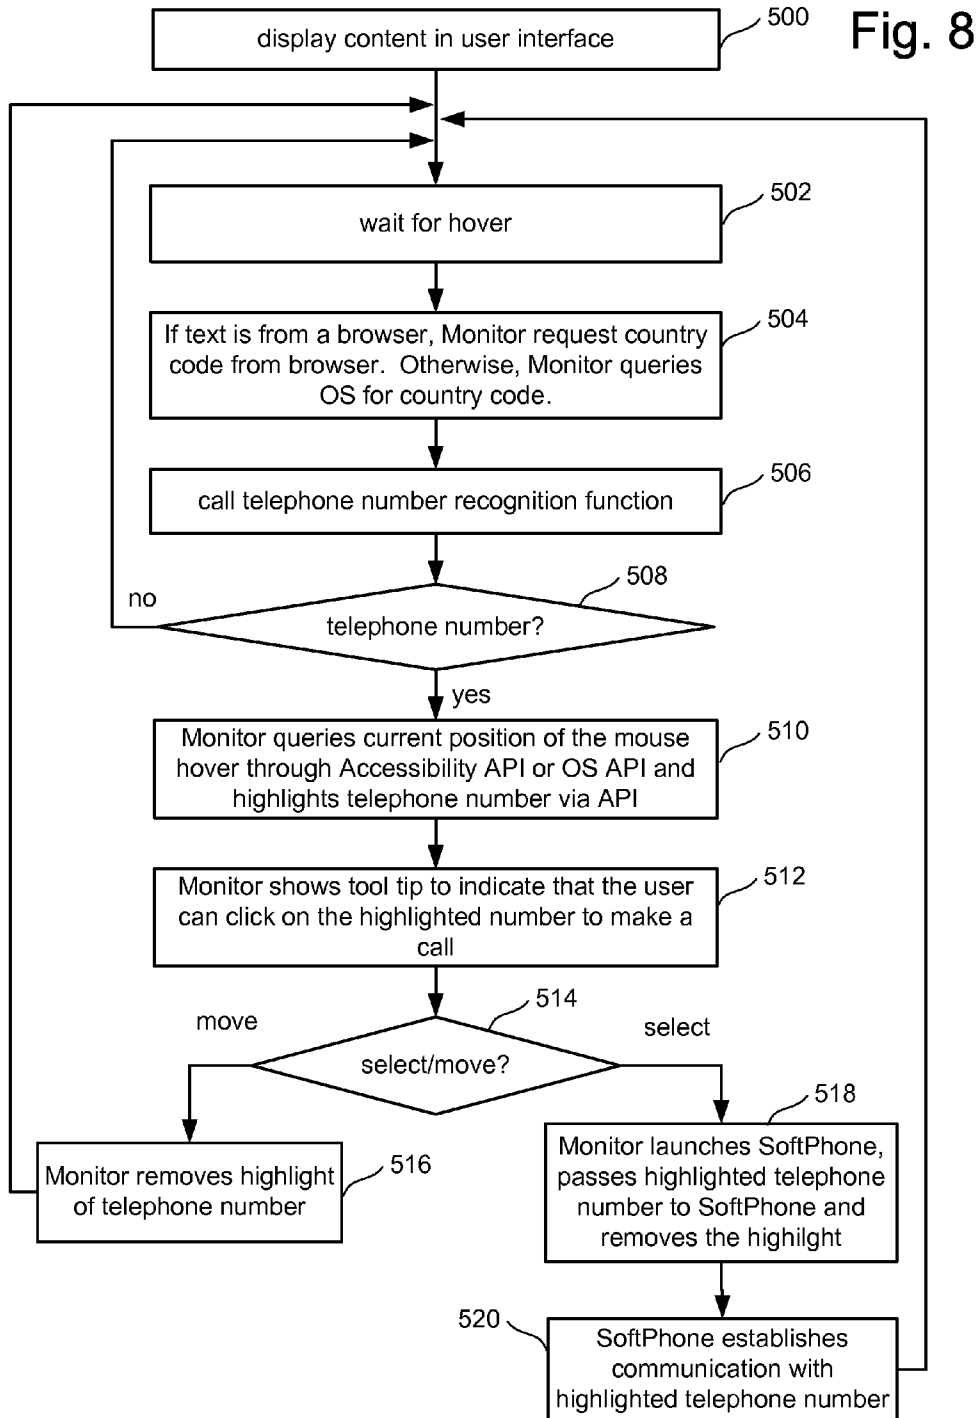 Fig. 8
500
display content in user interface
502
wait for hover
504
If text is from a browser, Monitor request country
code from browser.  Otherwise, Monitor queries
OS for country code.
506
call telephone number recognition function
508
no
telephone number?
yes
510
Monitor queries current position of the mouse
hover through Accessibility API or OS API and
highlights telephone number via API
512
Monitor shows tool tip to indicate that the user
can click on the highlighted number to make a
call
514
move
select
select/move?
518
516
Monitor removes highlight
of telephone number
Monitor launches SoftPhone,
passes highlighted telephone
number to SoftPhone and
removes the highilght
520
SoftPhone establishes
communication with
highlighted telephone number